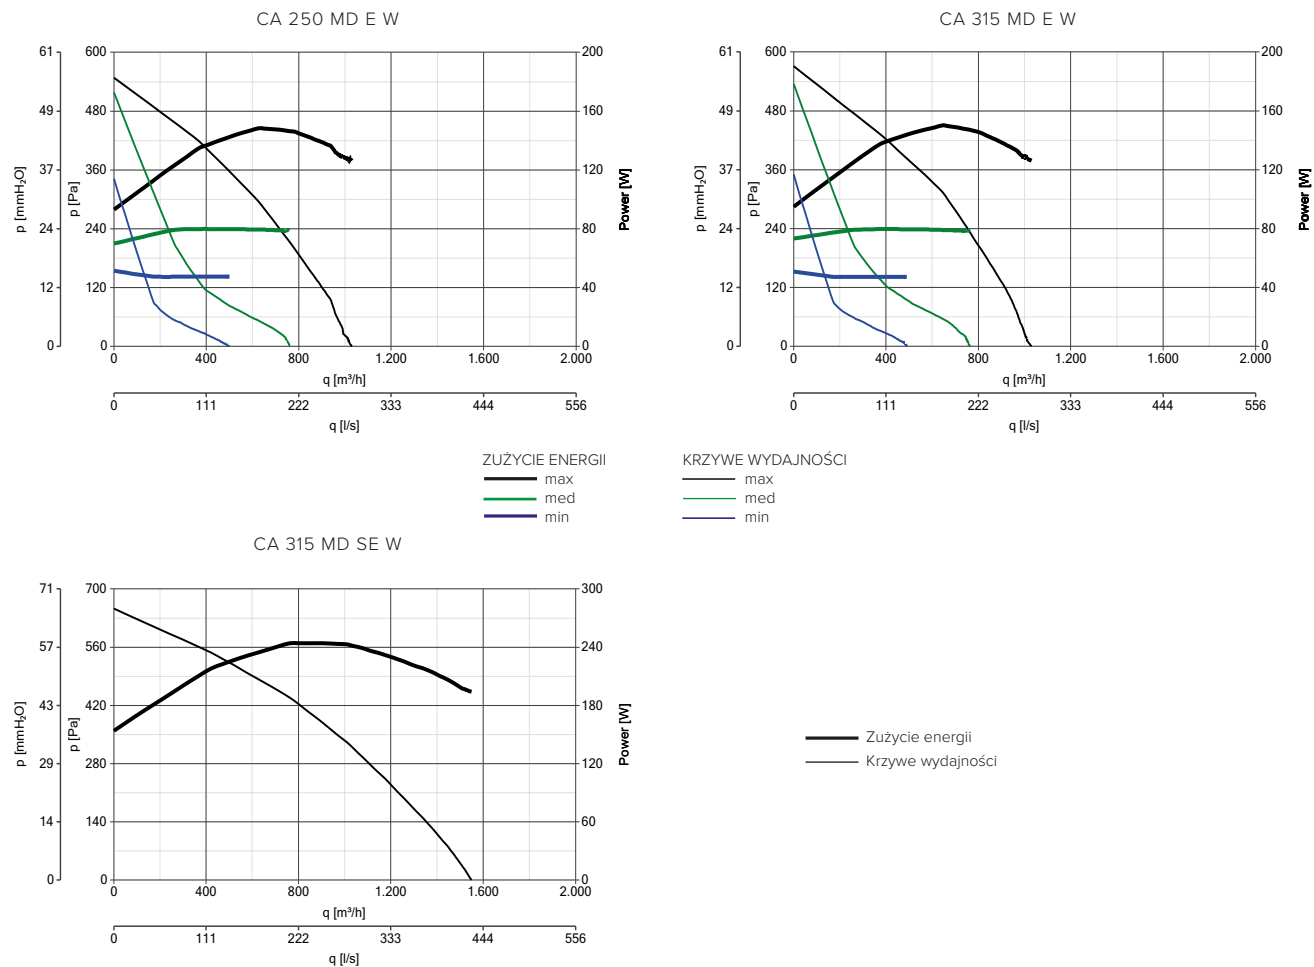 CA 250 MD E W
61
49
37
24
12
0
p [mmH₂O]
600
480
360
240
120
0
p [Pa]
200
160
120
80
40
0
Power [W]
0 400 800 1.200 1.600 2.000
q [m³/h]
0 111 222 333 444 556
q [l/s]
CA 315 MD E W
61
49
37
24
12
0
p [mmH₂O]
600
480
360
240
120
0
p [Pa]
200
160
120
80
40
0
Power [W]
0 400 800 1.200 1.600 2.000
q [m³/h]
0 111 222 333 444 556
q [l/s]
ZUŻYCIE ENERGII
max
med
min
KRZYWE WYDAJNOŚCI
max
med
min
CA 315 MD SE W
71
57
43
29
14
0
p [mmH₂O]
700
560
420
280
140
0
p [Pa]
300
240
180
120
60
0
Power [W]
0 400 800 1.200 1.600 2.000
q [m³/h]
0 111 222 333 444 556
q [l/s]
Zużycie energii
Krzywe wydajności